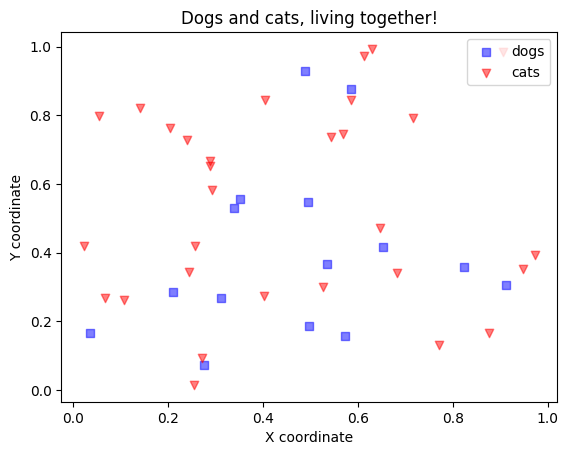 Dogs and cats, living together!
1.0
0.8
0.6
0.4
0.2
0.0
Y coordinate
dogs
cats
0.0 0.2 0.4 0.6 0.8 1.0
X coordinate